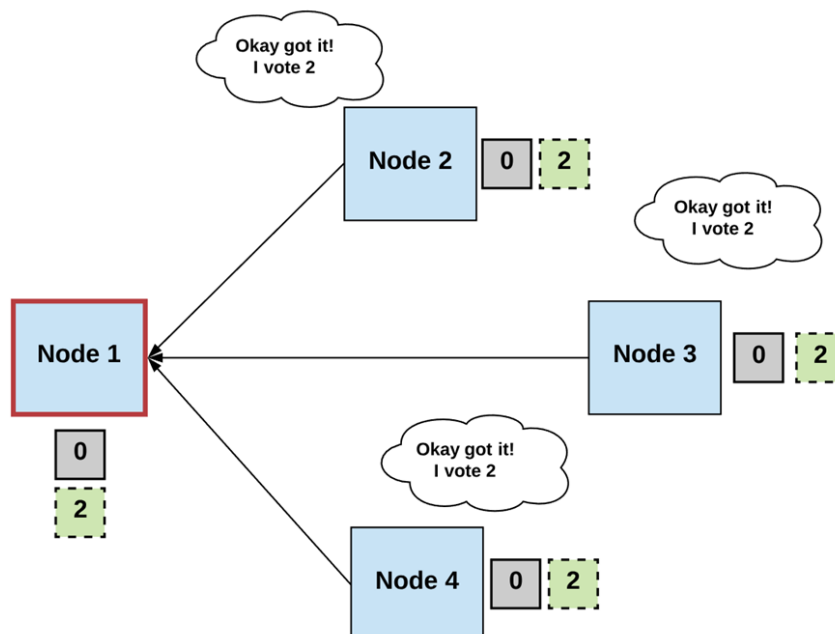 Okay got it!
I vote 2
Node 2
0
2
Okay got it!
I vote 2
Node 1
0
2
Node 3
0
2
Okay got it!
I vote 2
Node 4
0
2